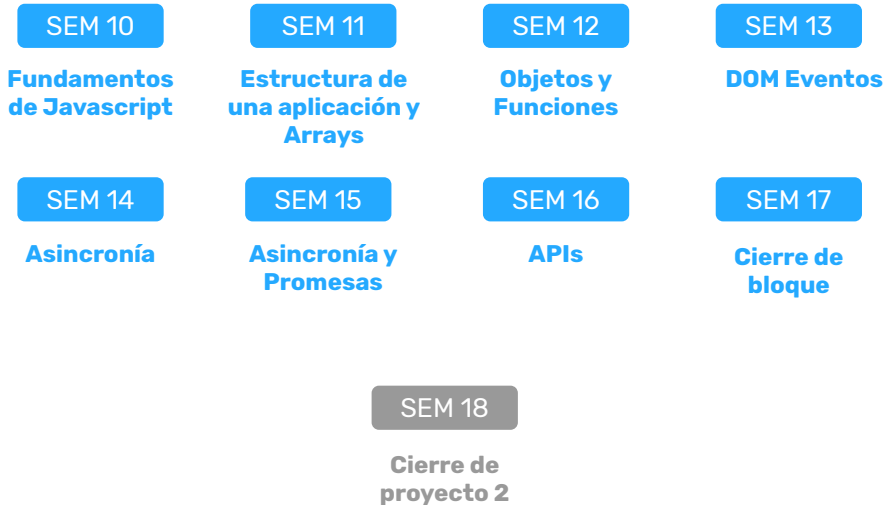 SEM 10
SEM 11
SEM 12
SEM 13
Fundamentos
de Javascript
Estructura de
una aplicación y
Arrays
Objetos y
Funciones
DOM Eventos
SEM 14
SEM 15
SEM 16
SEM 17
Asincronía
Asincronía y
Promesas
APIs
Cierre de
bloque
SEM 18
Cierre de
proyecto 2